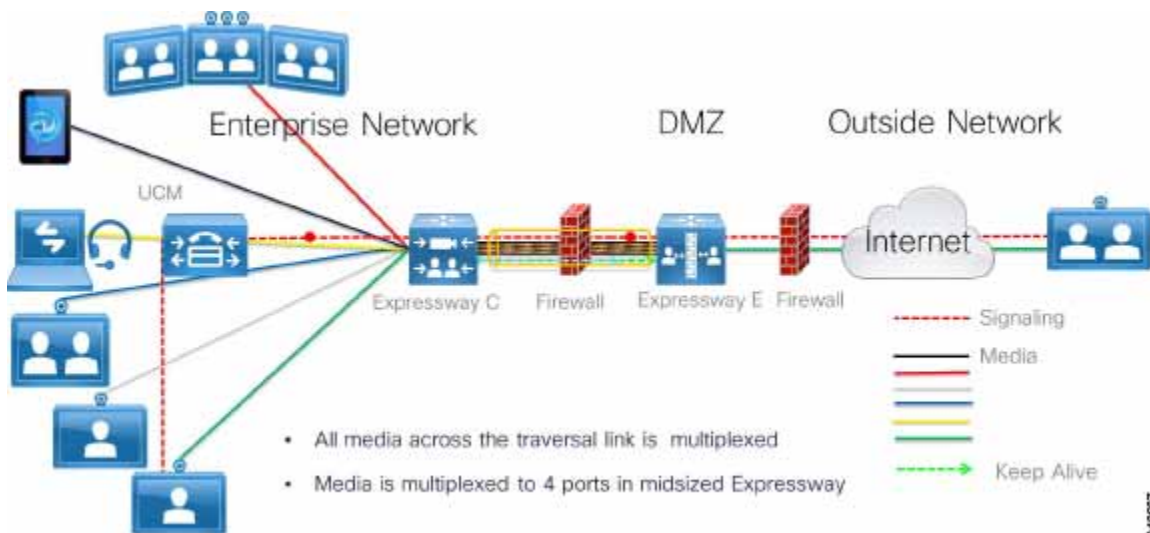 Enterprise Network
DMZ
Outside Network
UCM
Internet
Expressway C
Firewall
Expressway E
Firewall
Signaling
Media
Keep Alive
• All media across the traversal link is multiplexed
• Media is multiplexed to 4 ports in midsized Expressway